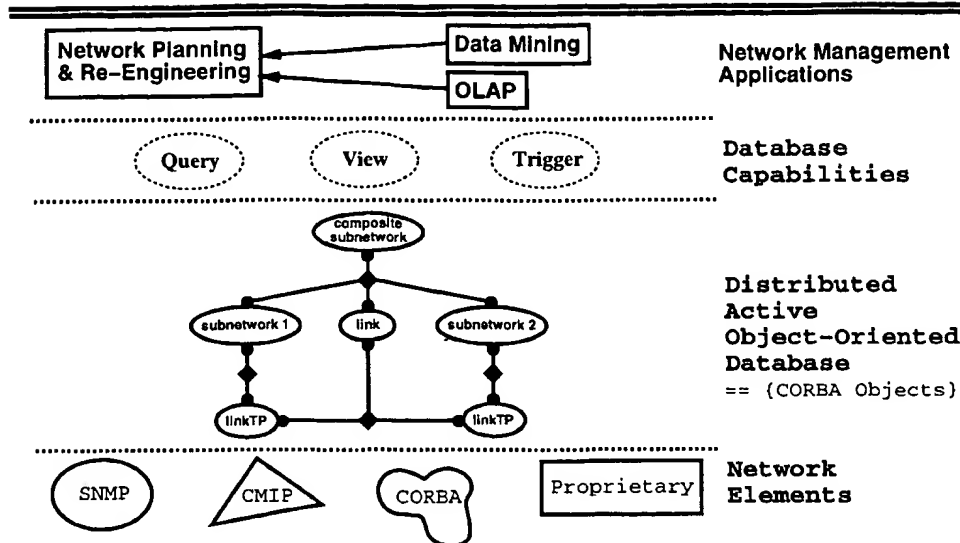 Network Planning
& Re-Engineering
Data Mining
OLAP
Network Management
Applications
Query
View
Trigger
Database
Capabilities
composite
subnetwork
subnetwork 1
link
subnetwork 2
linkTP
linkTP
Distributed
Active
Object-Oriented
Database
== {CORBA Objects}
SNMP
CMIP
CORBA
Proprietary
Network
Elements